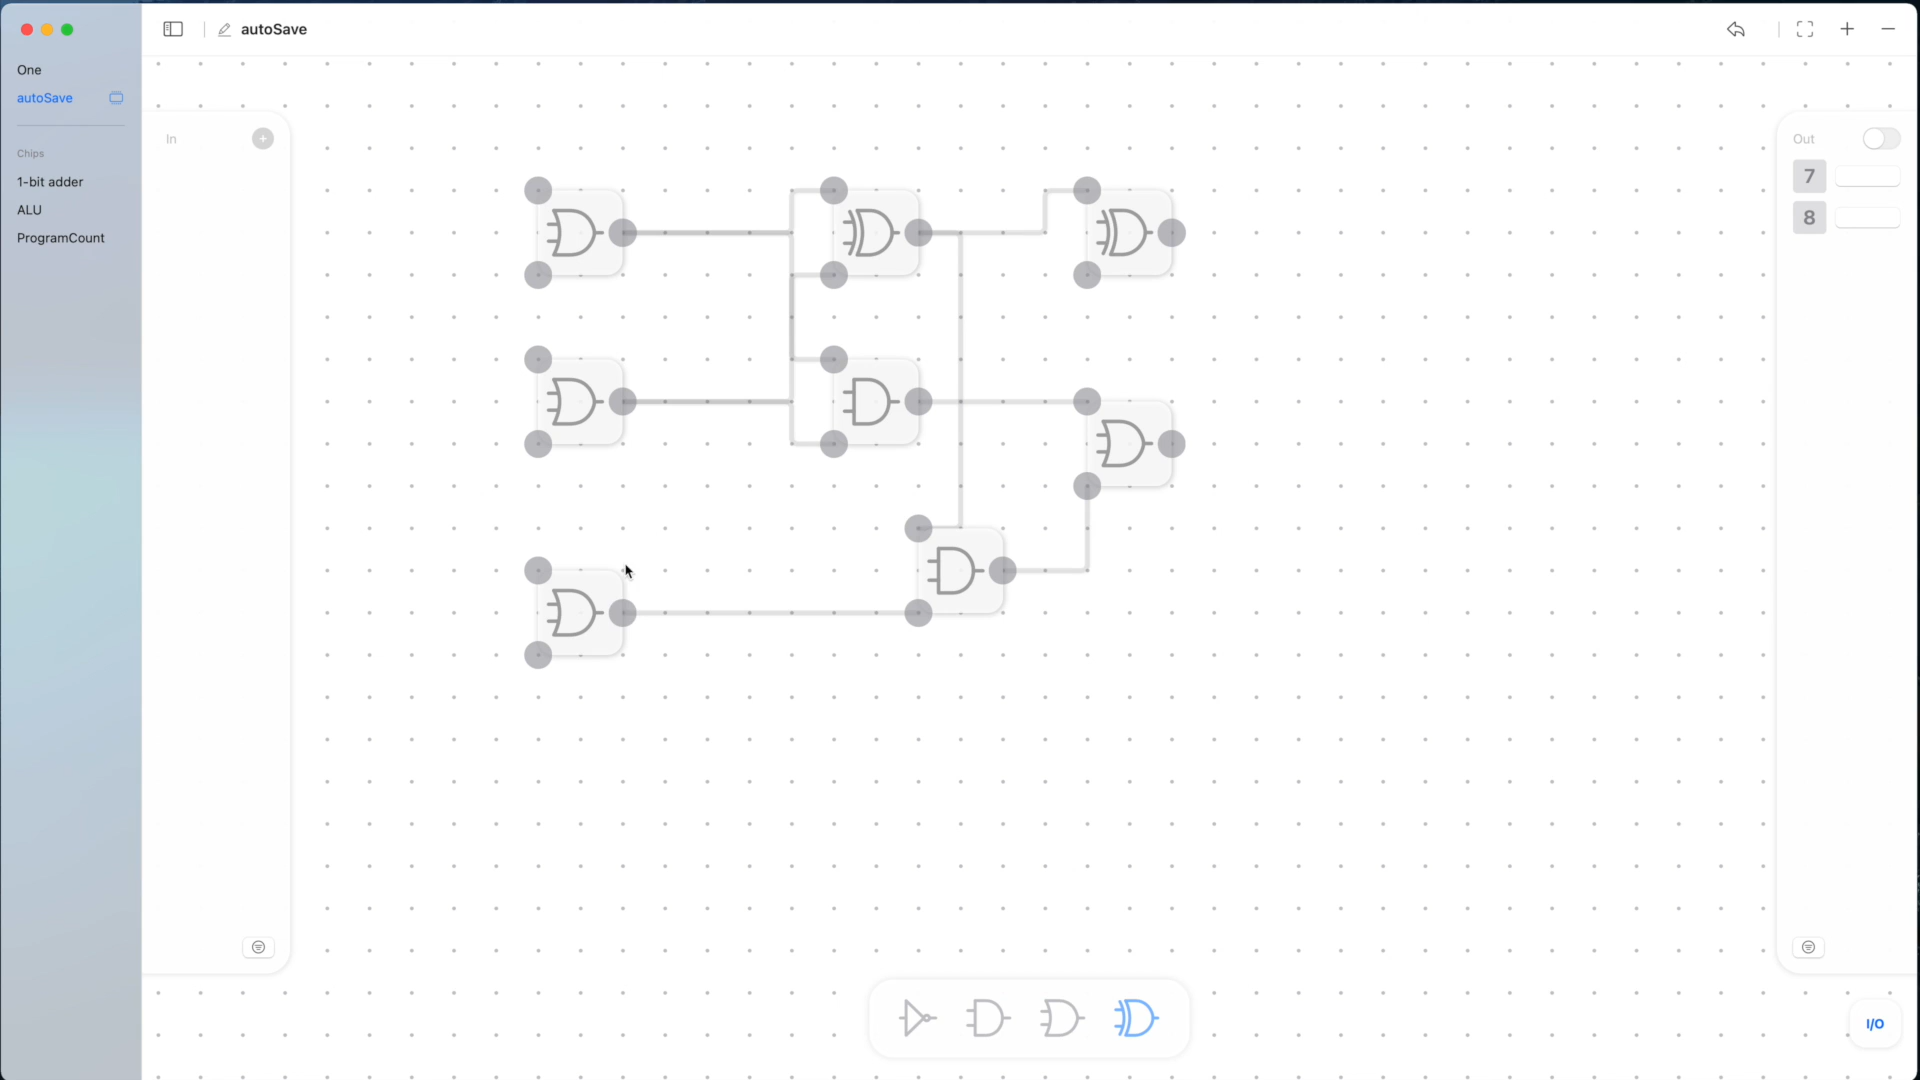 autoSave
One
autoSave
Chips
1-bit adder
ALU
ProgramCount
In
Out
7
8
I/O